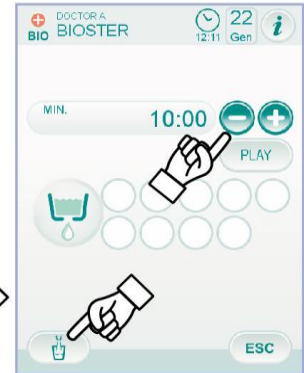 DOCTOR A
BIO BIOSTER
12:11
22
Gen
i
MIN.
10:00
PLAY
ESC